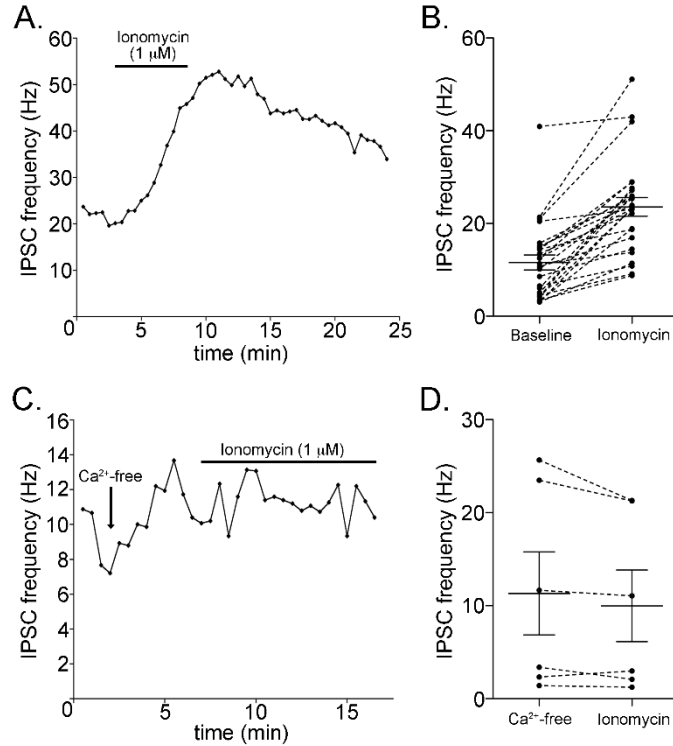 A.
Ionomycin
(1 μM)
IPSC frequency (Hz)
60
50
40
30
20
10
0 5 10 15 20 25
time (min)
B.
IPSC frequency (Hz)
60
40
20
0
Baseline Ionomycin
C.
Ca²⁺-free
Ionomycin (1 μM)
IPSC frequency (Hz)
16
14
12
10
8
6
4
2
0 5 10 15
time (min)
D.
IPSC frequency (Hz)
30
20
10
0
Ca²⁺-free Ionomycin